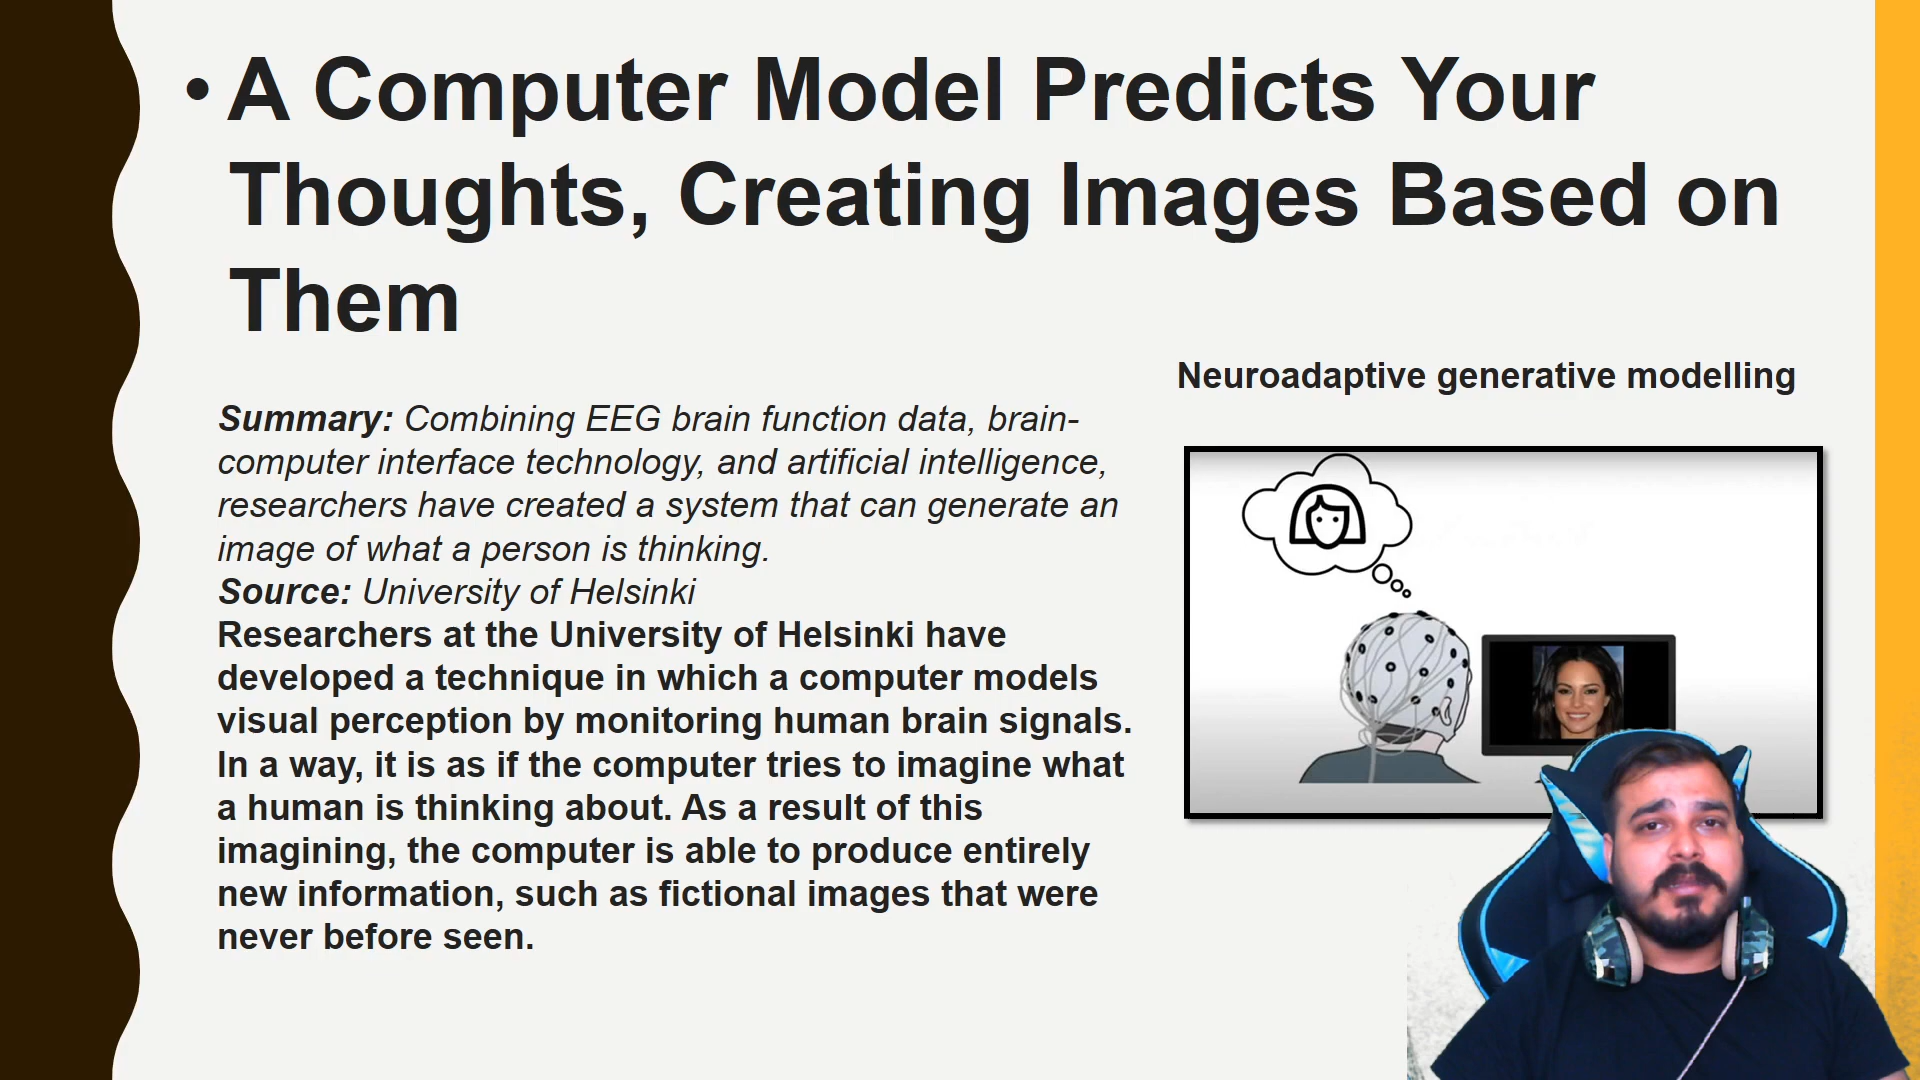 • A Computer Model Predicts Your
Thoughts, Creating Images Based on
Them
Neuroadaptive generative modelling
Summary: Combining EEG brain function data, brain-
computer interface technology, and artificial intelligence,
researchers have created a system that can generate an
image of what a person is thinking.
Source: University of Helsinki
Researchers at the University of Helsinki have
developed a technique in which a computer models
visual perception by monitoring human brain signals.
In a way, it is as if the computer tries to imagine what
a human is thinking about. As a result of this
imagining, the computer is able to produce entirely
new information, such as fictional images that were
never before seen.